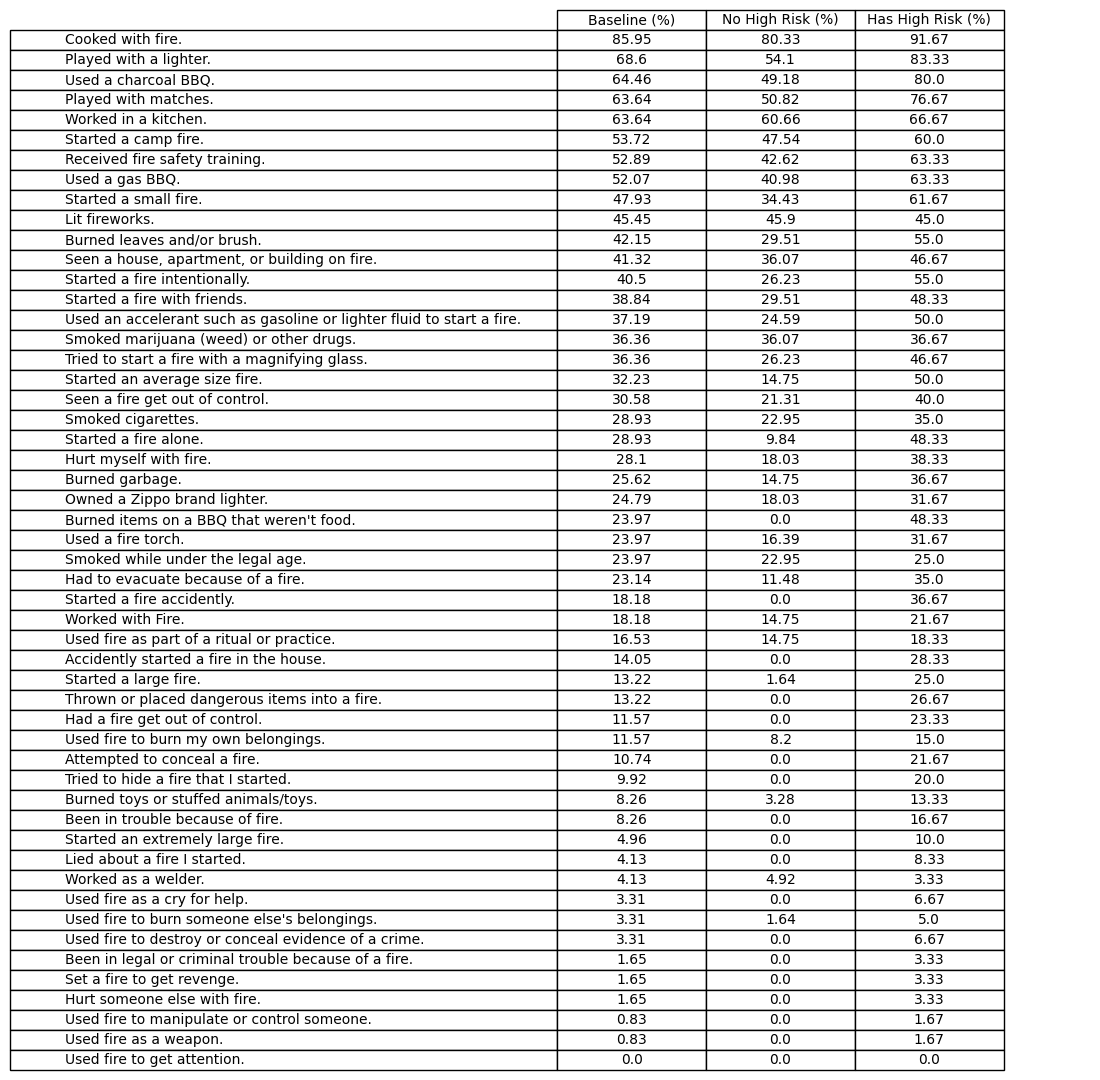 Baseline (%) No High Risk (%) Has High Risk (%)
Cooked with fire. 85.95 80.33 91.67
Played with a lighter. 68.6 54.1 83.33
Used a charcoal BBQ. 64.46 49.18 80.0
Played with matches. 63.64 50.82 76.67
Worked in a kitchen. 63.64 60.66 66.67
Started a camp fire. 53.72 47.54 60.0
Received fire safety training. 52.89 42.62 63.33
Used a gas BBQ. 52.07 40.98 63.33
Started a small fire. 47.93 34.43 61.67
Lit fireworks. 45.45 45.9 45.0
Burned leaves and/or brush. 42.15 29.51 55.0
Seen a house, apartment, or building on fire. 41.32 36.07 46.67
Started a fire intentionally. 40.5 26.23 55.0
Started a fire with friends. 38.84 29.51 48.33
Used an accelerant such as gasoline or lighter fluid to start a fire. 37.19 24.59 50.0
Smoked marijuana (weed) or other drugs. 36.36 36.07 36.67
Tried to start a fire with a magnifying glass. 36.36 26.23 46.67
Started an average size fire. 32.23 14.75 50.0
Seen a fire get out of control. 30.58 21.31 40.0
Smoked cigarettes. 28.93 22.95 35.0
Started a fire alone. 28.93 9.84 48.33
Hurt myself with fire. 28.1 18.03 38.33
Burned garbage. 25.62 14.75 36.67
Owned a Zippo brand lighter. 24.79 18.03 31.67
Burned items on a BBQ that weren't food. 23.97 0.0 48.33
Used a fire torch. 23.97 16.39 31.67
Smoked while under the legal age. 23.97 22.95 25.0
Had to evacuate because of a fire. 23.14 11.48 35.0
Started a fire accidently. 18.18 0.0 36.67
Worked with Fire. 18.18 14.75 21.67
Used fire as part of a ritual or practice. 16.53 14.75 18.33
Accidently started a fire in the house. 14.05 0.0 28.33
Started a large fire. 13.22 1.64 25.0
Thrown or placed dangerous items into a fire. 13.22 0.0 26.67
Had a fire get out of control. 11.57 0.0 23.33
Used fire to burn my own belongings. 11.57 8.2 15.0
Attempted to conceal a fire. 10.74 0.0 21.67
Tried to hide a fire that I started. 9.92 0.0 20.0
Burned toys or stuffed animals/toys. 8.26 3.28 13.33
Been in trouble because of fire. 8.26 0.0 16.67
Started an extremely large fire. 4.96 0.0 10.0
Lied about a fire I started. 4.13 0.0 8.33
Worked as a welder. 4.13 4.92 3.33
Used fire as a cry for help. 3.31 0.0 6.67
Used fire to burn someone else's belongings. 3.31 1.64 5.0
Used fire to destroy or conceal evidence of a crime. 3.31 0.0 6.67
Been in legal or criminal trouble because of a fire. 1.65 0.0 3.33
Set a fire to get revenge. 1.65 0.0 3.33
Hurt someone else with fire. 1.65 0.0 3.33
Used fire to manipulate or control someone. 0.83 0.0 1.67
Used fire as a weapon. 0.83 0.0 1.67
Used fire to get attention. 0.0 0.0 0.0